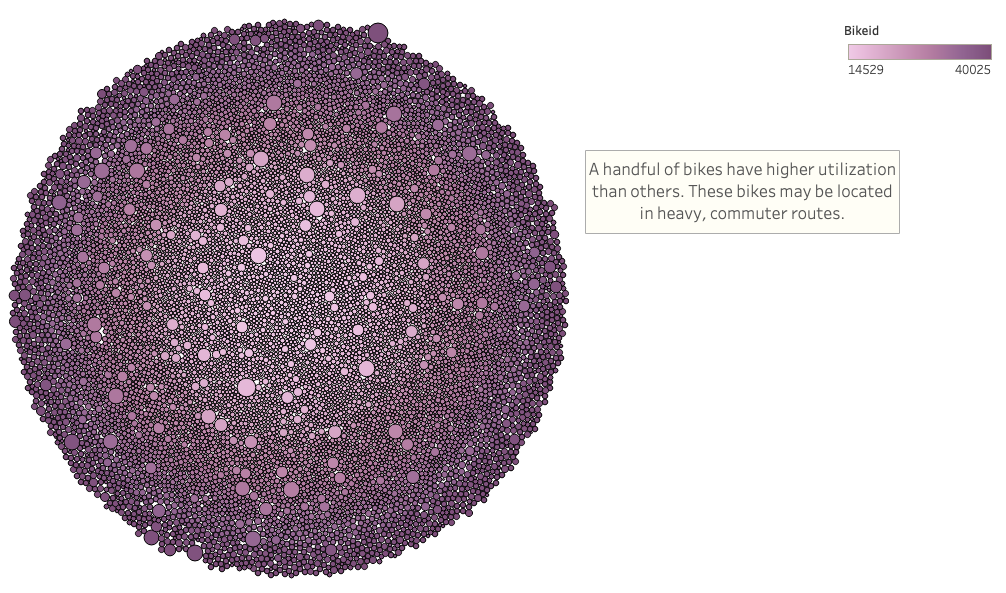 Bikeid
14529 40025
A handful of bikes have higher utilization
than others. These bikes may be located
in heavy, commuter routes.